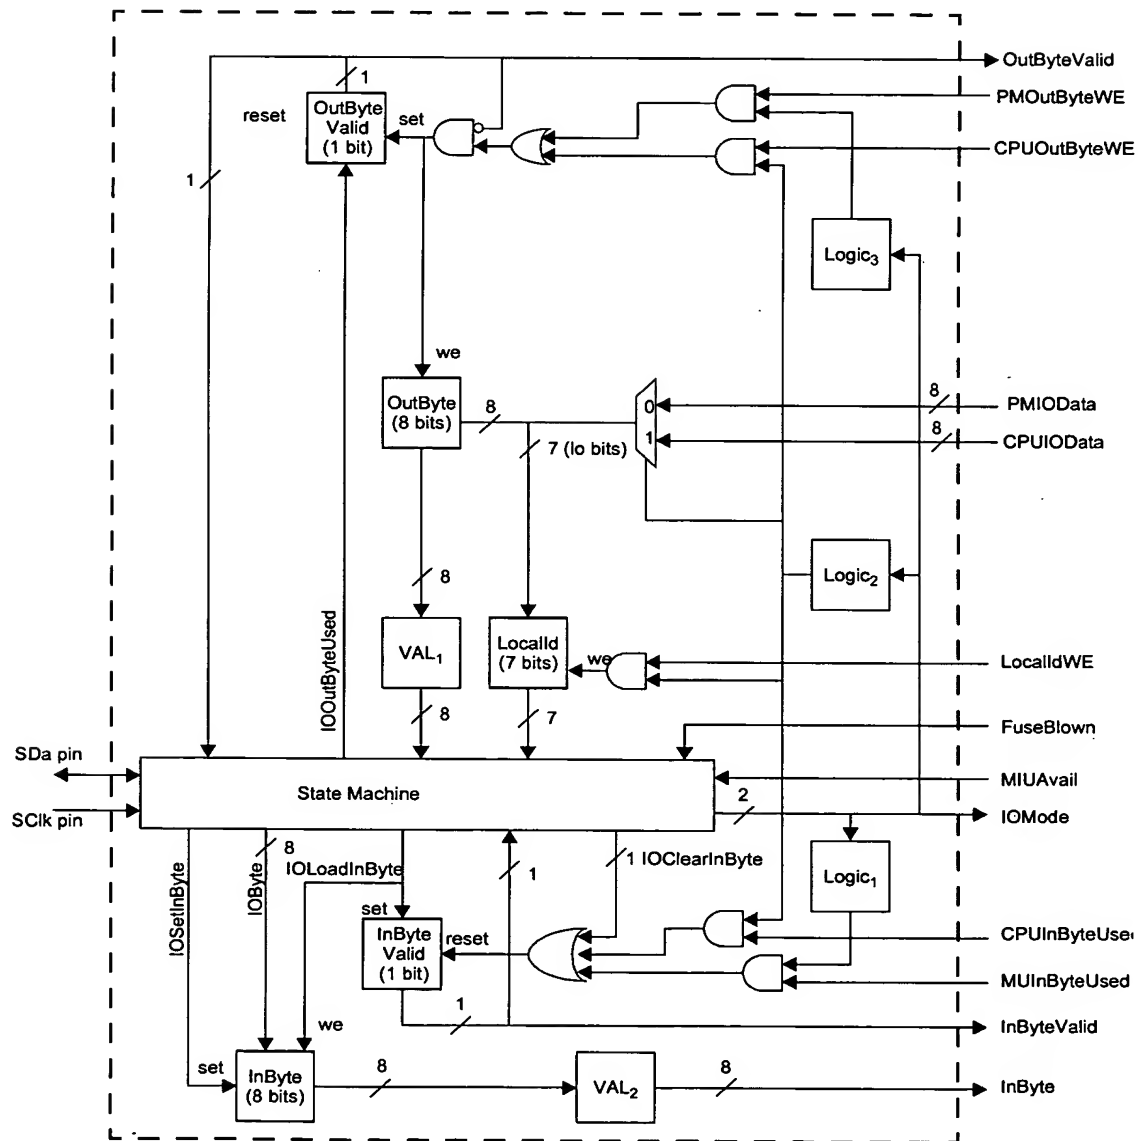 OutByteValid
1
PMOutByteWE
reset
OutByte
Valid
(1 bit)
set
CPUOutByteWE
1
Logic3
we
OutByte
(8 bits)
8
7 (lo bits)
0
1
8
PMIOData
8
CPUIOData
Logic2
8
IOOutByteUsed
VAL1
LocalId
(7 bits)
we
LocalIdWE
8
7
FuseBlown
SDa pin
MIUAvail
State Machine
2
IOMode
SClk pin
IOSetInByte
IOByte
8
IOLoadInByte
1
1 IOClearInByte
Logic1
set
InByte
Valid
(1 bit)
reset
CPUInByteUse
MUInByteUsed
1
InByteValid
we
set
InByte
(8 bits)
8
VAL2
8
InByte